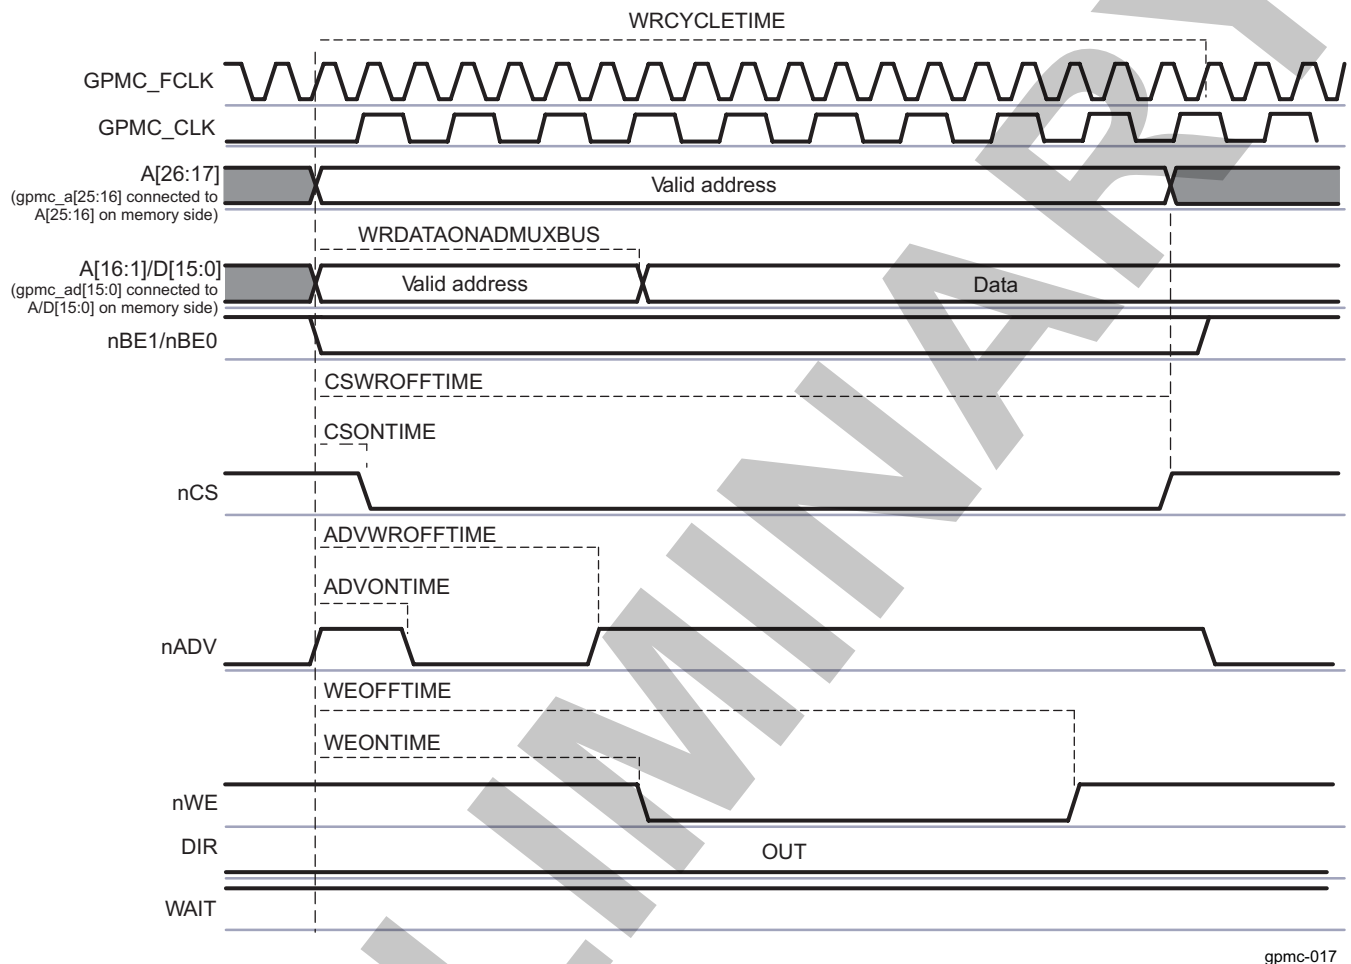 WRCYCLETIME
GPMC_FCLK
GPMC_CLK
A[26:17]
(gpmc_a[25:16] connected to
A[25:16] on memory side)
Valid address
WRDATAONADMUXBUS
A[16:1]/D[15:0]
(gpmc_ad[15:0] connected to
A/D[15:0] on memory side)
Valid address
Data
nBE1/nBE0
CSWROFFTIME
CSONTIME
nCS
ADVWROFFTIME
ADVONTIME
nADV
WEOFFTIME
WEONTIME
nWE
DIR
OUT
WAIT
gpmc-017
LIMINARY